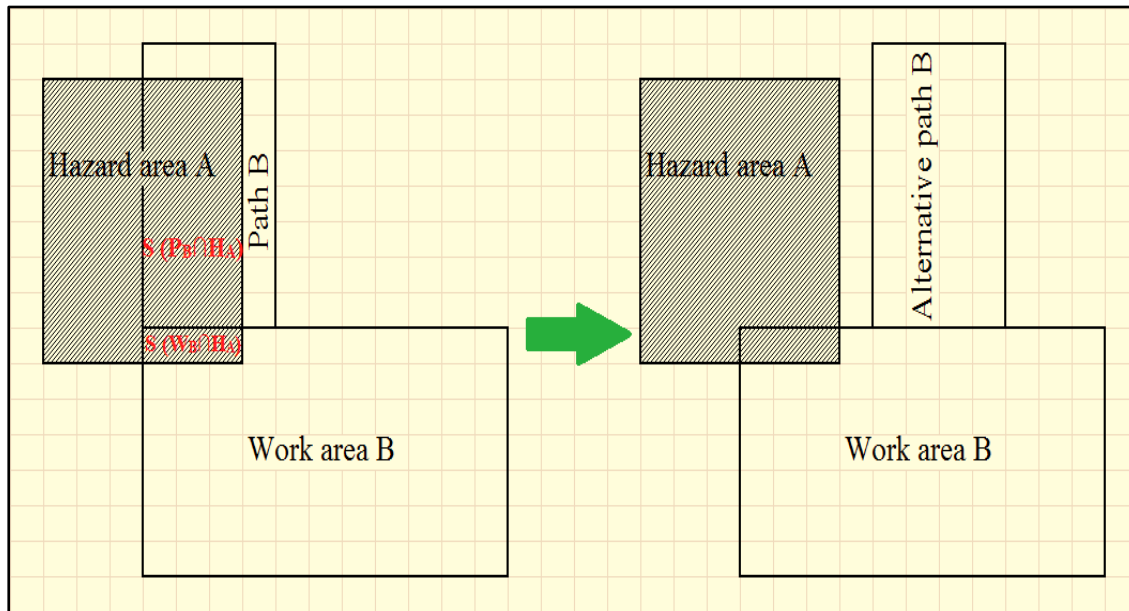 Hazard area A
Path B
S (PB∩HA)
S (WB∩HA)
Work area B
Hazard area A
Alternative path B
Work area B